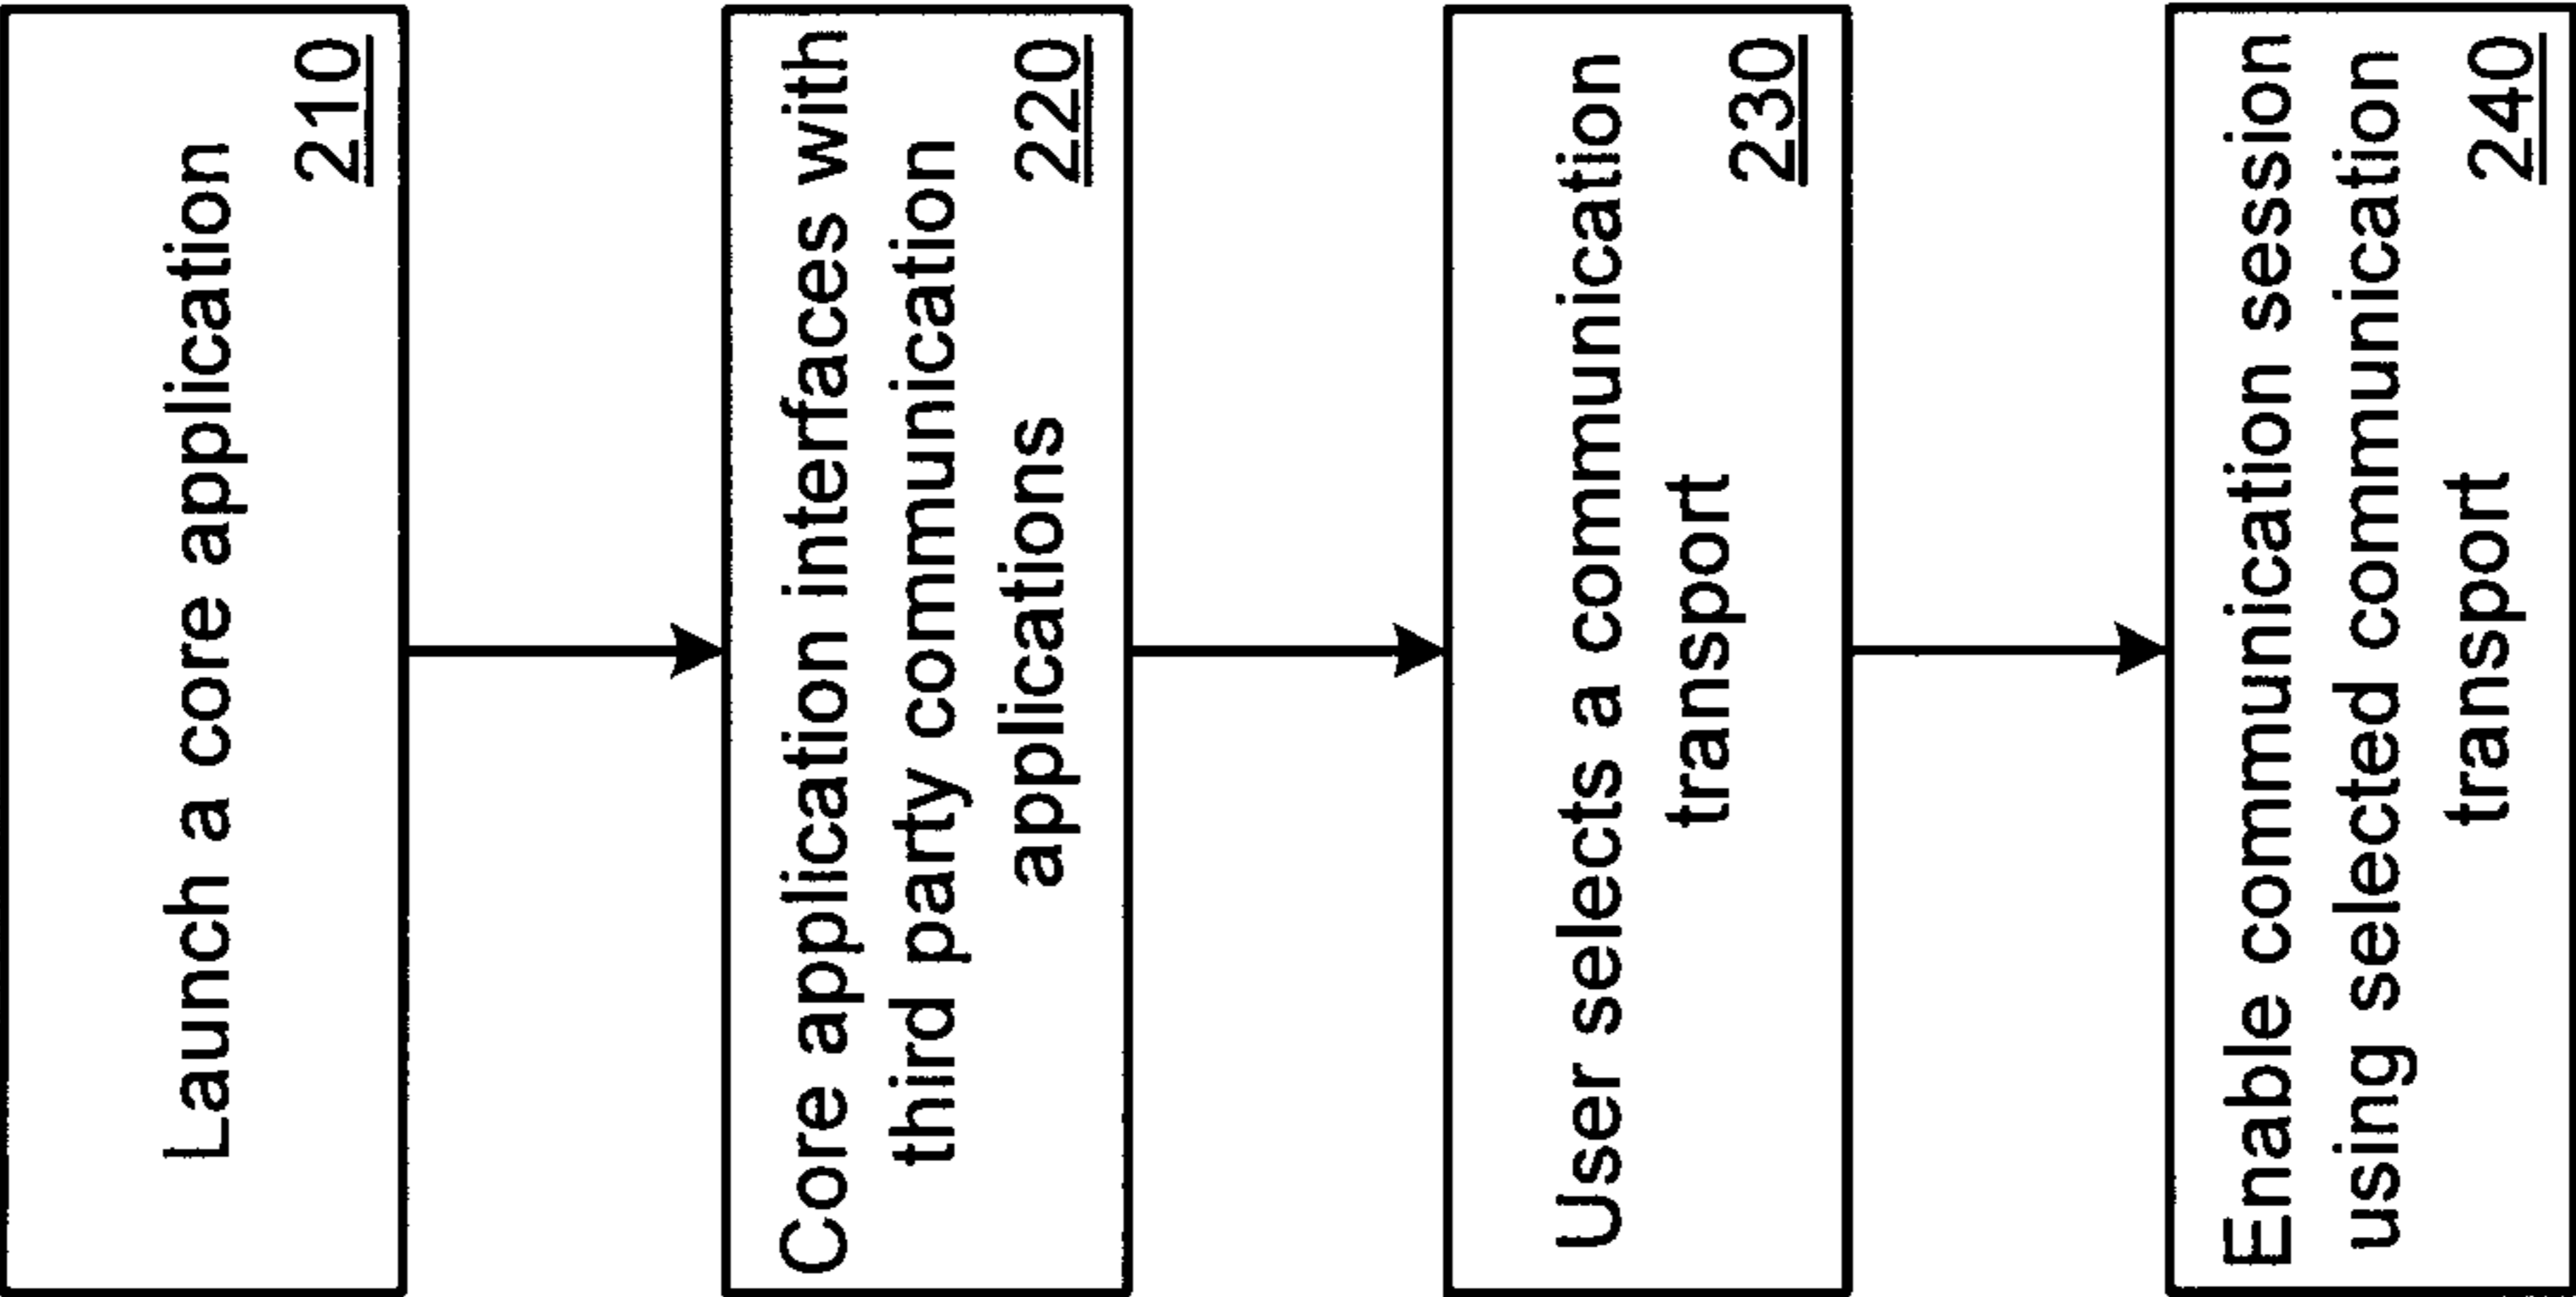 Launch a core application
210
Core application interfaces with
third party communication
applications
220
User selects a communication
transport
230
Enable communication session
using selected communication
transport
240